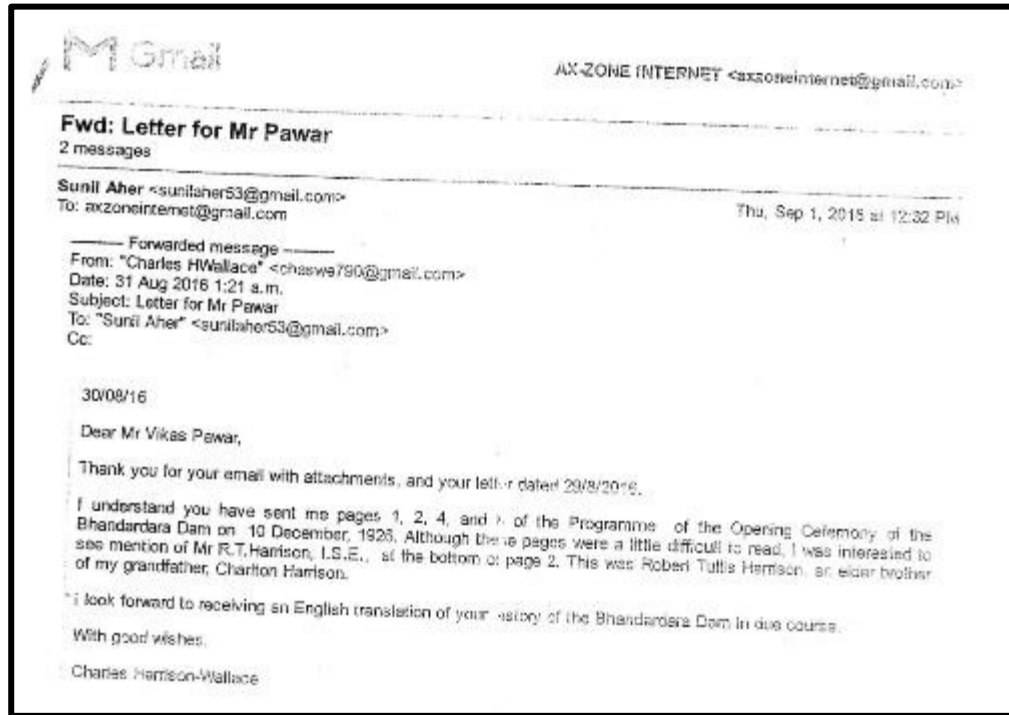 Gmail
AX-ZONE INTERNET <axzoneinternet@gmail.com>
Fwd: Letter for Mr Pawar
2 messages
Sunil Aher <sunilaher53@gmail.com>
To: axzoneinternet@gmail.com
Thu, Sep 1, 2016 at 12:32 PM
——— Forwarded message ———
From: "Charles HWallace" <chaswe790@gmail.com>
Date: 31 Aug 2016 1:21 a.m.
Subject: Letter for Mr Pawar
To: "Sunil Aher" <sunilaher53@gmail.com>
Cc:
30/08/16
Dear Mr Vikas Pawar,
Thank you for your email with attachments, and your letter dated 29/8/2016.
I understand you have sent me pages 1, 2, 4, and of the Programme of the Opening Ceremony of the
Bhandardara Dam on 10 December, 1926. Although these pages were a little difficult to read, I was interested to
see mention of Mr R.T.Harrison, I.S.E., at the bottom of page 2. This was Robert Tullis Harrison, an elder brother
of my grandfather, Charlton Harrison.
I look forward to receiving an English translation of your history of the Bhandardara Dam in due course.
With good wishes,
Charles Harrison-Wallace